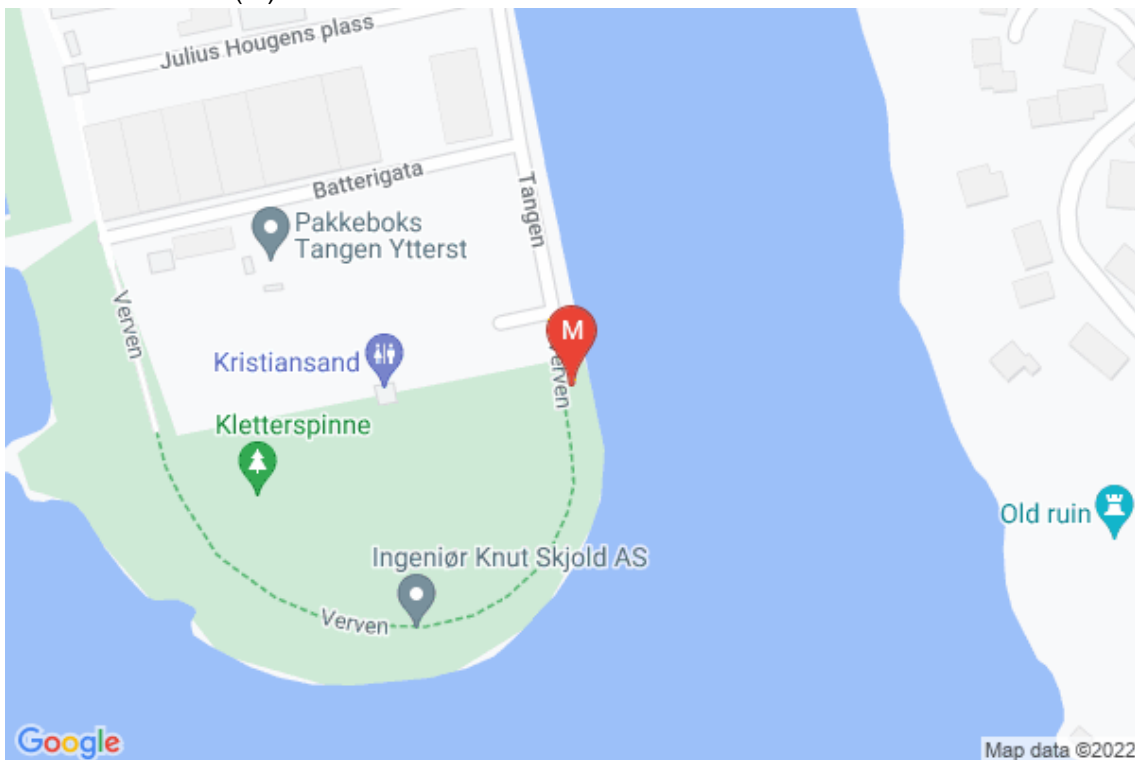 Julius Hougens plass
Batterigata
Tangen
Pakkeboks
Tangen Ytterst
Verven
M
Verven
Kristiansand
Kletterspinne
Old ruin
Ingeniør Knut Skjold AS
Verven
Google
Map data ©2022